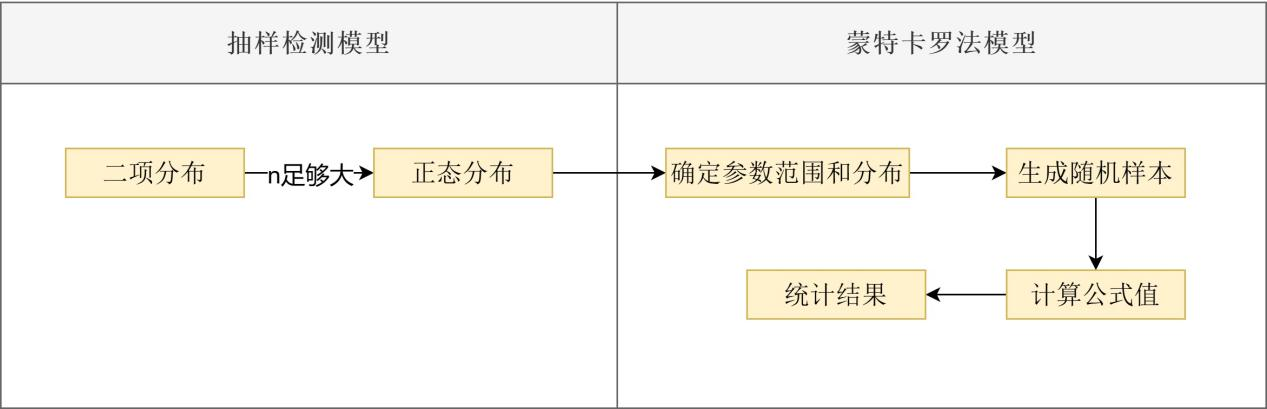 抽样检测模型
蒙特卡罗法模型
二项分布
n足够大
正态分布
确定参数范围和分布
生成随机样本
统计结果
计算公式值